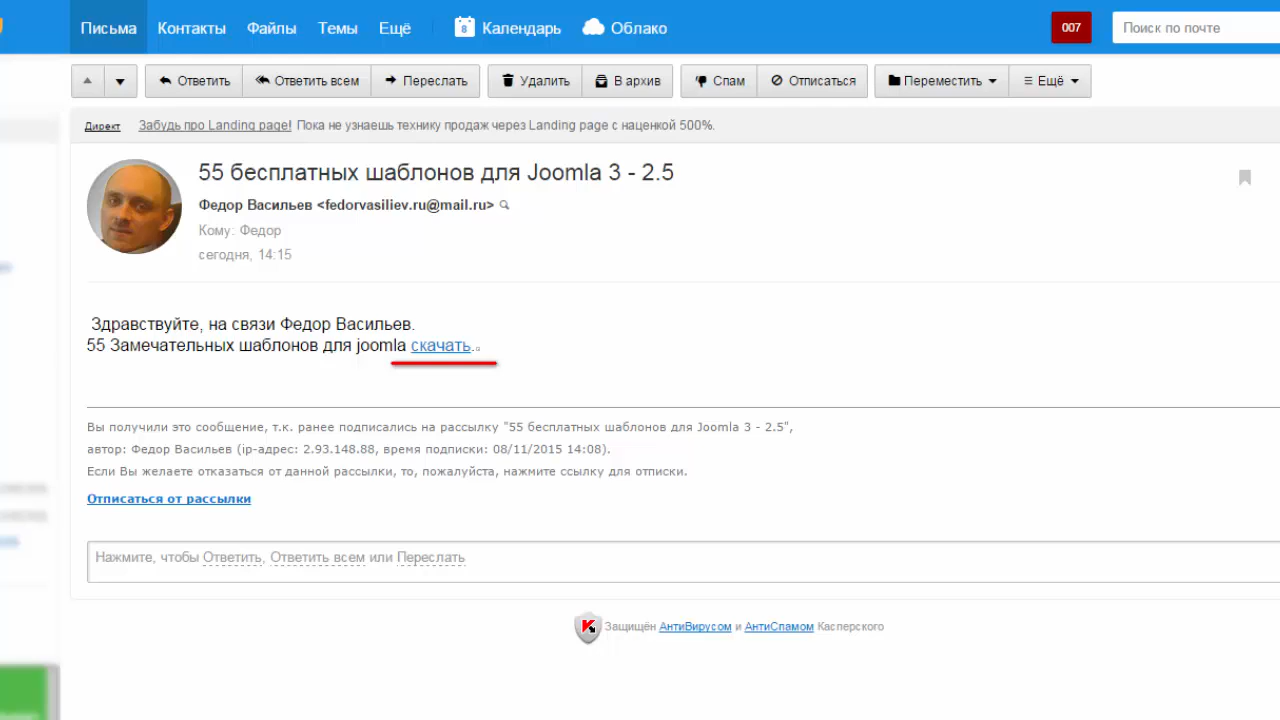 Письма Контакты Файлы Темы Ещё 8 Календарь Облако 007 Поиск по почте
Ответить Ответить всем Переслать Удалить В архив Спам Отписаться Переместить Ещё
Директ Забудь про Landing page! Пока не узнаешь технику продаж через Landing page с наценкой 500%.
55 бесплатных шаблонов для Joomla 3 - 2.5
Федор Васильев <fedorvasiliev.ru@mail.ru>
Кому: Федор
сегодня, 14:15
Здравствуйте, на связи Федор Васильев.
55 Замечательных шаблонов для joomla скачать.
Вы получили это сообщение, т.к. ранее подписались на рассылку "55 бесплатных шаблонов для Joomla 3 - 2.5",
автор: Федор Васильев (ip-адрес: 2.93.148.88, время подписки: 08/11/2015 14:08).
Если Вы желаете отказаться от данной рассылки, то, пожалуйста, нажмите ссылку для отписки.
Отписаться от рассылки
Нажмите, чтобы Ответить, Ответить всем или Переслать
Защищён АнтиВирусом и АнтиСпамом Касперского